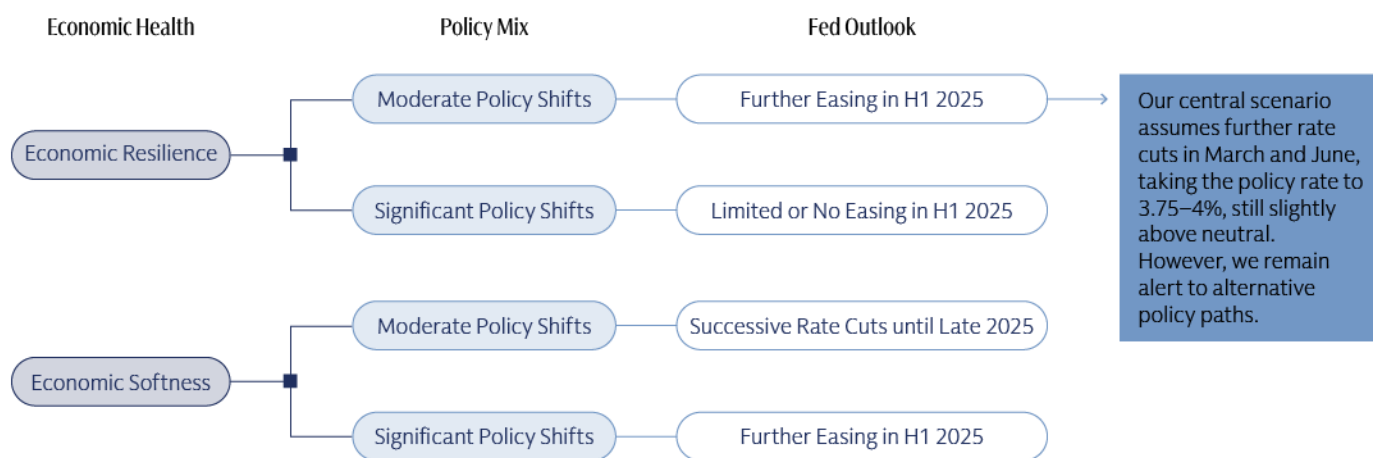 Economic Health
Policy Mix
Fed Outlook
Economic Resilience
Moderate Policy Shifts
Further Easing in H1 2025
Significant Policy Shifts
Limited or No Easing in H1 2025
Our central scenario
assumes further rate
cuts in March and June,
taking the policy rate to
3.75–4%, still slightly
above neutral.
However, we remain
alert to alternative
policy paths.
Economic Softness
Moderate Policy Shifts
Successive Rate Cuts until Late 2025
Significant Policy Shifts
Further Easing in H1 2025